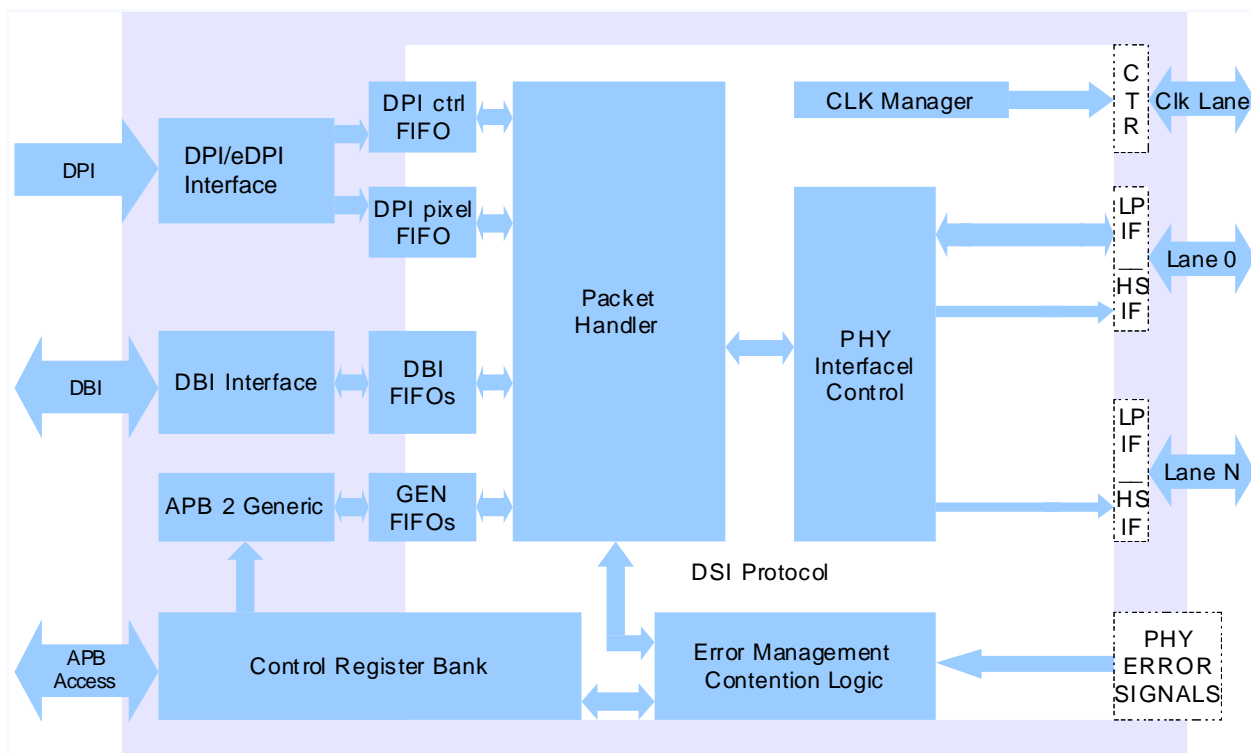 DPI
DPI/eDPI
Interface
DPI ctrl
FIFO
DPI pixel
FIFO
DBI
DBI Interface
DBI
FIFOs
APB 2 Generic
GEN
FIFOs
APB
Access
Control Register Bank
Packet
Handler
DSI Protocol
Error Management
Contention Logic
CLK Manager
PHY
Interfacel
Control
C
T
R
Clk Lane
LP
IF
__
HS
IF
Lane 0
LP
IF
__
HS
IF
Lane N
PHY
ERROR
SIGNALS